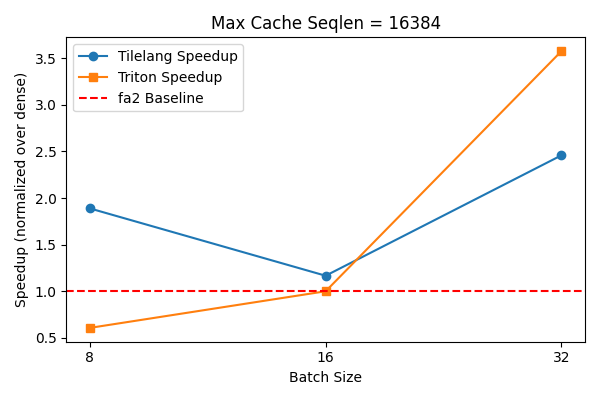 Max Cache Seqlen = 16384
Tilelang Speedup
Triton Speedup
fa2 Baseline
Speedup (normalized over dense)
3.5
3.0
2.5
2.0
1.5
1.0
0.5
8
16
32
Batch Size